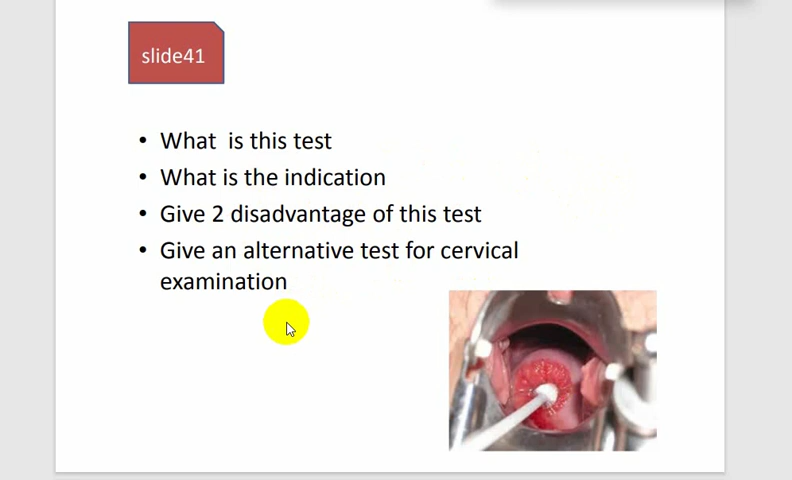 slide41
• What is this test
• What is the indication
• Give 2 disadvantage of this test
• Give an alternative test for cervical
examination